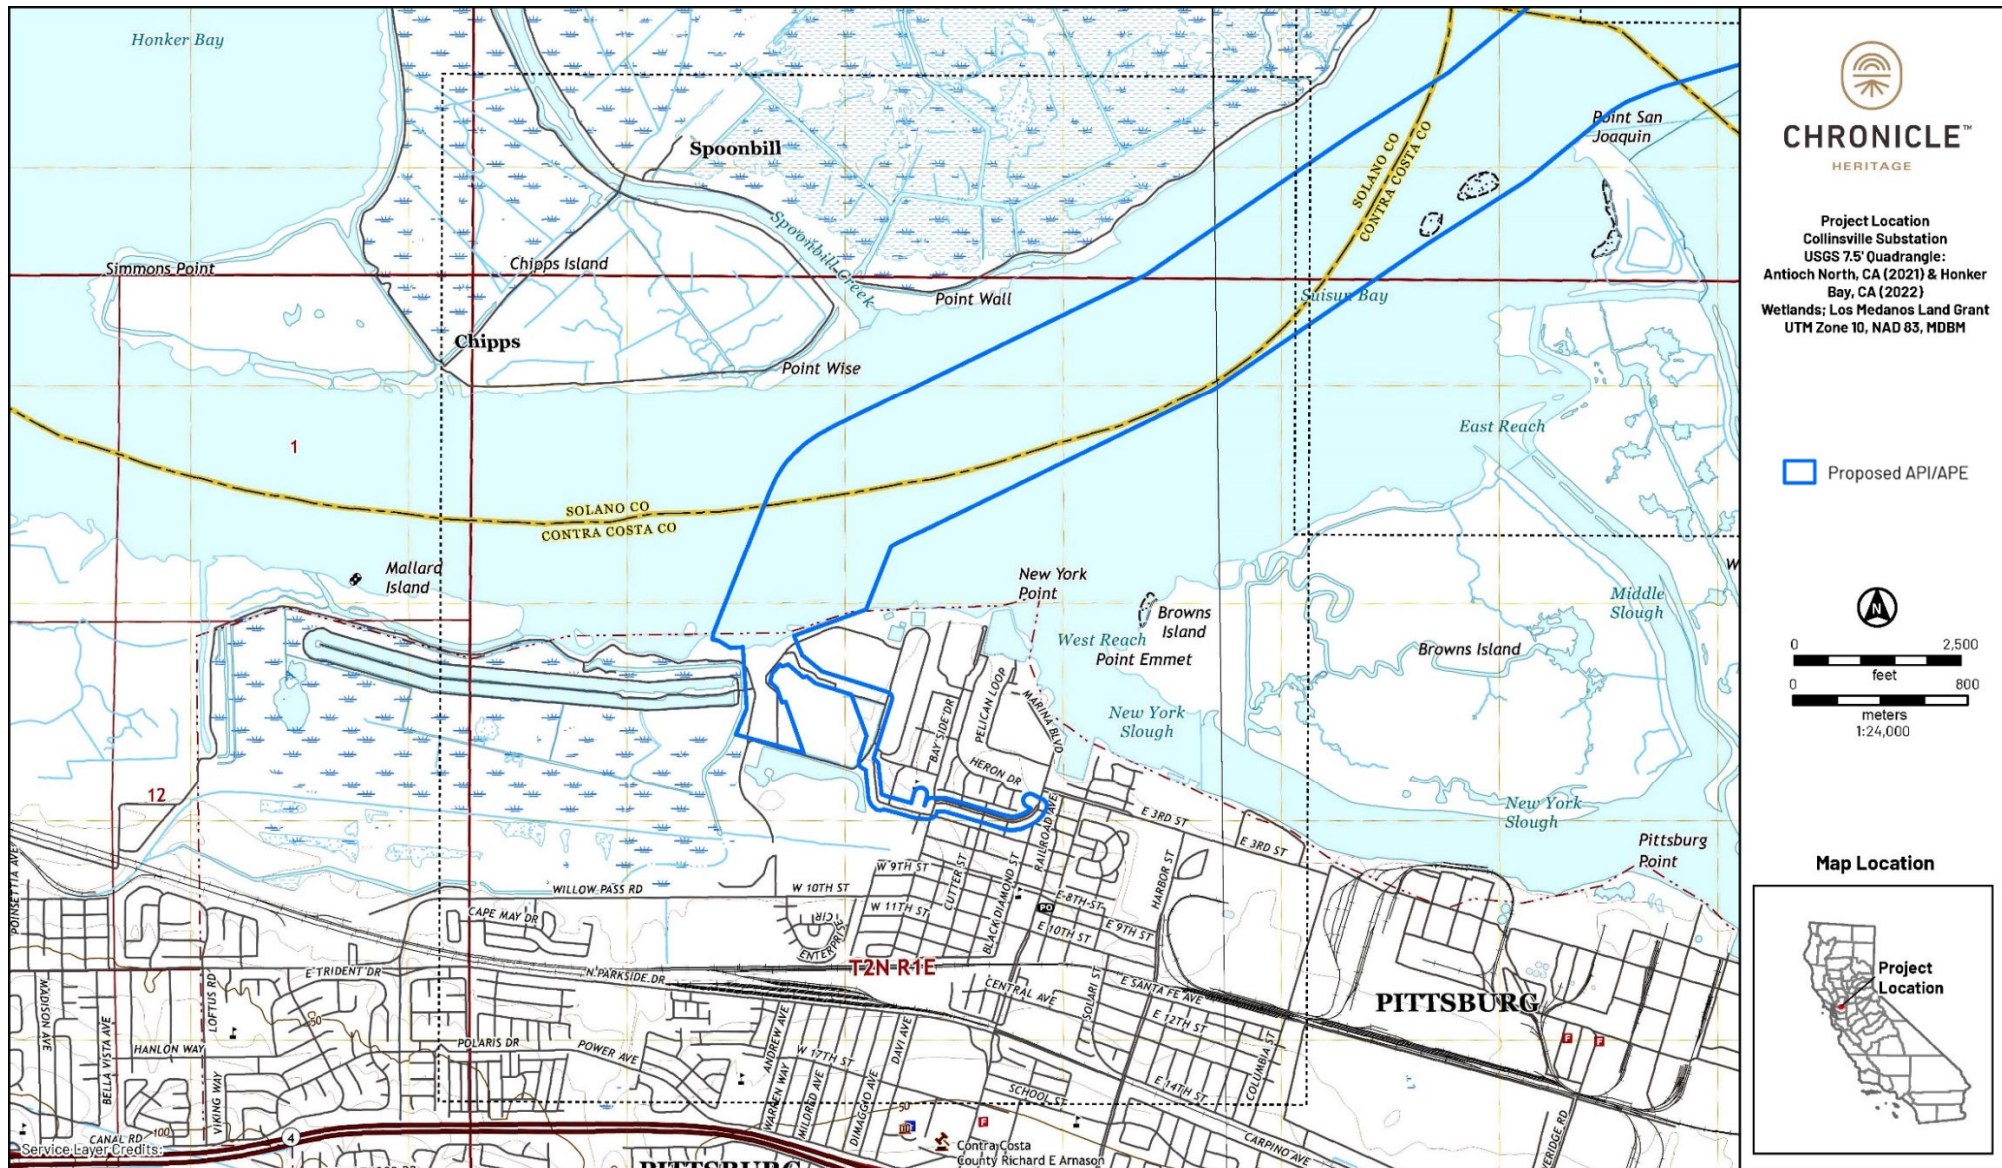 Honker Bay
Spoonbill
Simmons Point
Chipps Island
Spoonbill Creek
Point Wall
Chipps
Point Wise
SOLANO CO
CONTRA COSTA CO
Point San
Joaquin
Suisun Bay
1
SOLANO CO
CONTRA COSTA CO
East Reach
Mallard
Island
New York
Point
Browns
Island
West Reach
Point Emmet
Middle
Slough
Browns Island
W
New York
Slough
PELICAN LOOP
MARINA BLVD
BAY SIDE DR
HERON DR
12
New York
Slough
Pittsburg
Point
E 3RD ST
E 3RD ST
RAILROAD AVE
HARBOR ST
POINSETTIA AVE
WILLOW PASS RD
W 9TH ST
W 10TH ST
CUTTER ST
W 11TH ST
BLACK DIAMOND ST
E 8TH ST
PO
E 9TH ST
E 10TH ST
CAPE MAY DR
ENTERPRISE CIR
T2N R1E
E TRIDENT DR
N PARKSIDE DR
CENTRAL AVE
SOLARI ST
E SANTA FE AVE
E 12TH ST
PITTSBURG
MADISON AVE
BELLA VISTA AVE
LOFTUS RD
50
HANLON WAY
POLARIS DR
POWER AVE
ANDREW AVE
W 17TH ST
DAVI AVE
COLUMBIA ST
E 14TH ST
SCHOOL ST
VIKING WAY
WARREN WAY
MILDRED AVE
DIMAGGIO AVE
50
F
F
F
CANAL RD
100
4
CARPINO AVE
Service Layer Credits:
Contra Costa
County Richard E Arnason
PITTSBURG
CHRONICLE™
HERITAGE
Project Location
Collinsville Substation
USGS 7.5' Quadrangle:
Antioch North, CA (2021) & Honker
Bay, CA (2022)
Wetlands; Los Medanos Land Grant
UTM Zone 10, NAD 83, MDBM
Proposed API/APE
N
0 2,500
feet
0 800
meters
1:24,000
Map Location
Project
Location